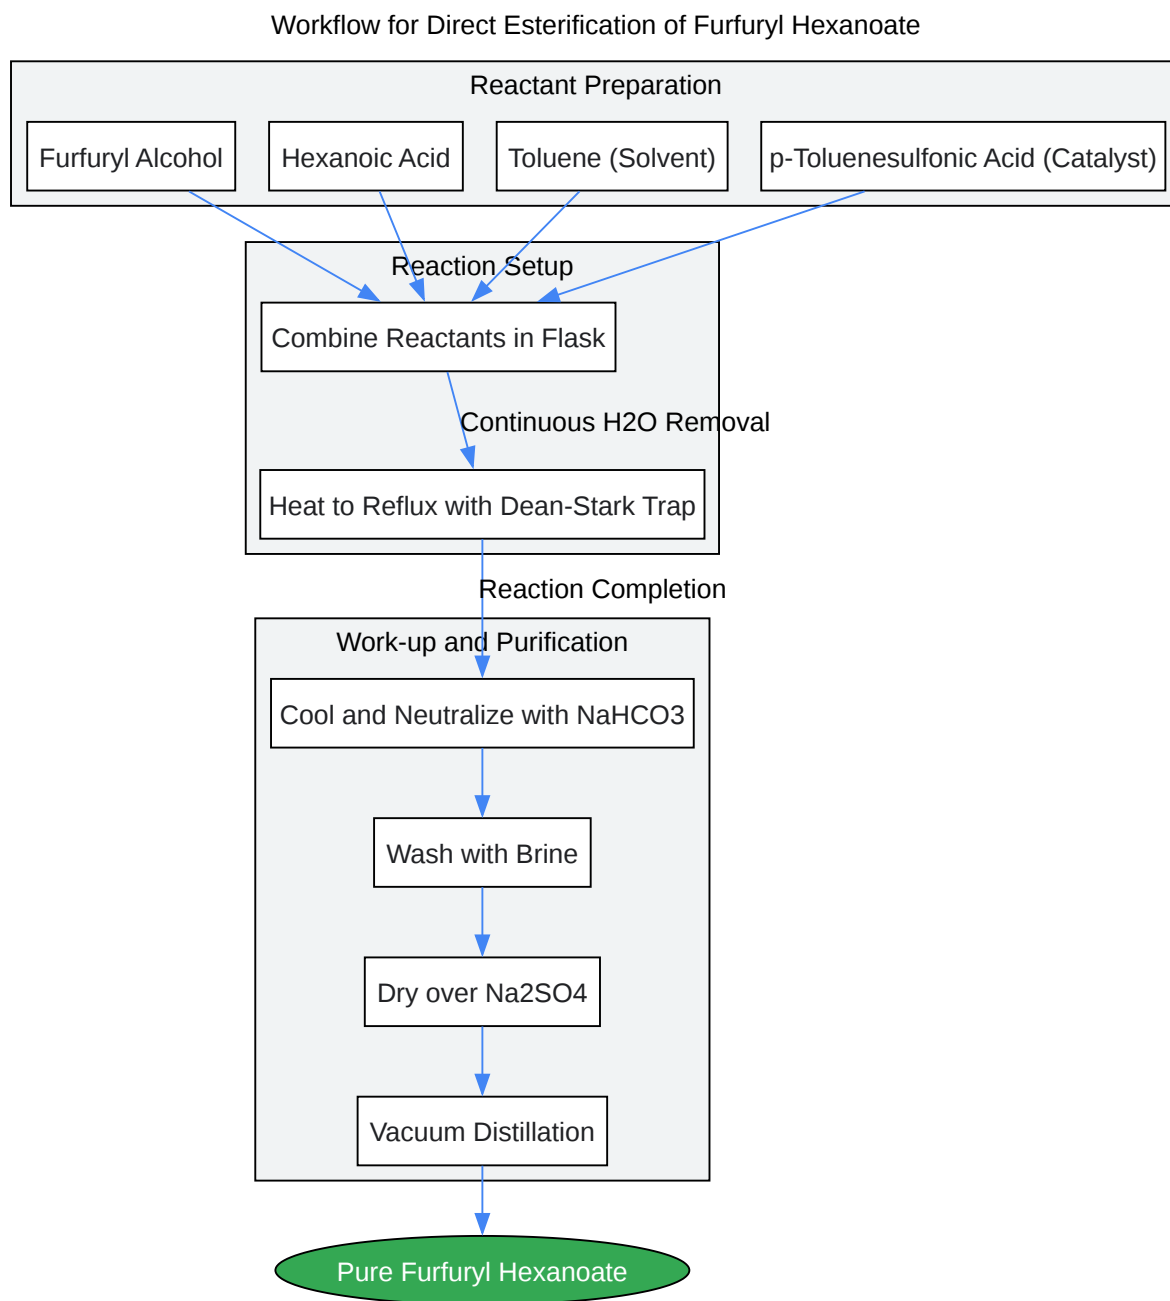 Workflow for Direct Esterification of Furfuryl Hexanoate
Reactant Preparation
Furfuryl Alcohol
Hexanoic Acid
Toluene (Solvent)
p-Toluenesulfonic Acid (Catalyst)
Reaction Setup
Combine Reactants in Flask
Continuous H2O Removal
Heat to Reflux with Dean-Stark Trap
Reaction Completion
Work-up and Purification
Cool and Neutralize with NaHCO3
Wash with Brine
Dry over Na2SO4
Vacuum Distillation
Pure Furfuryl Hexanoate